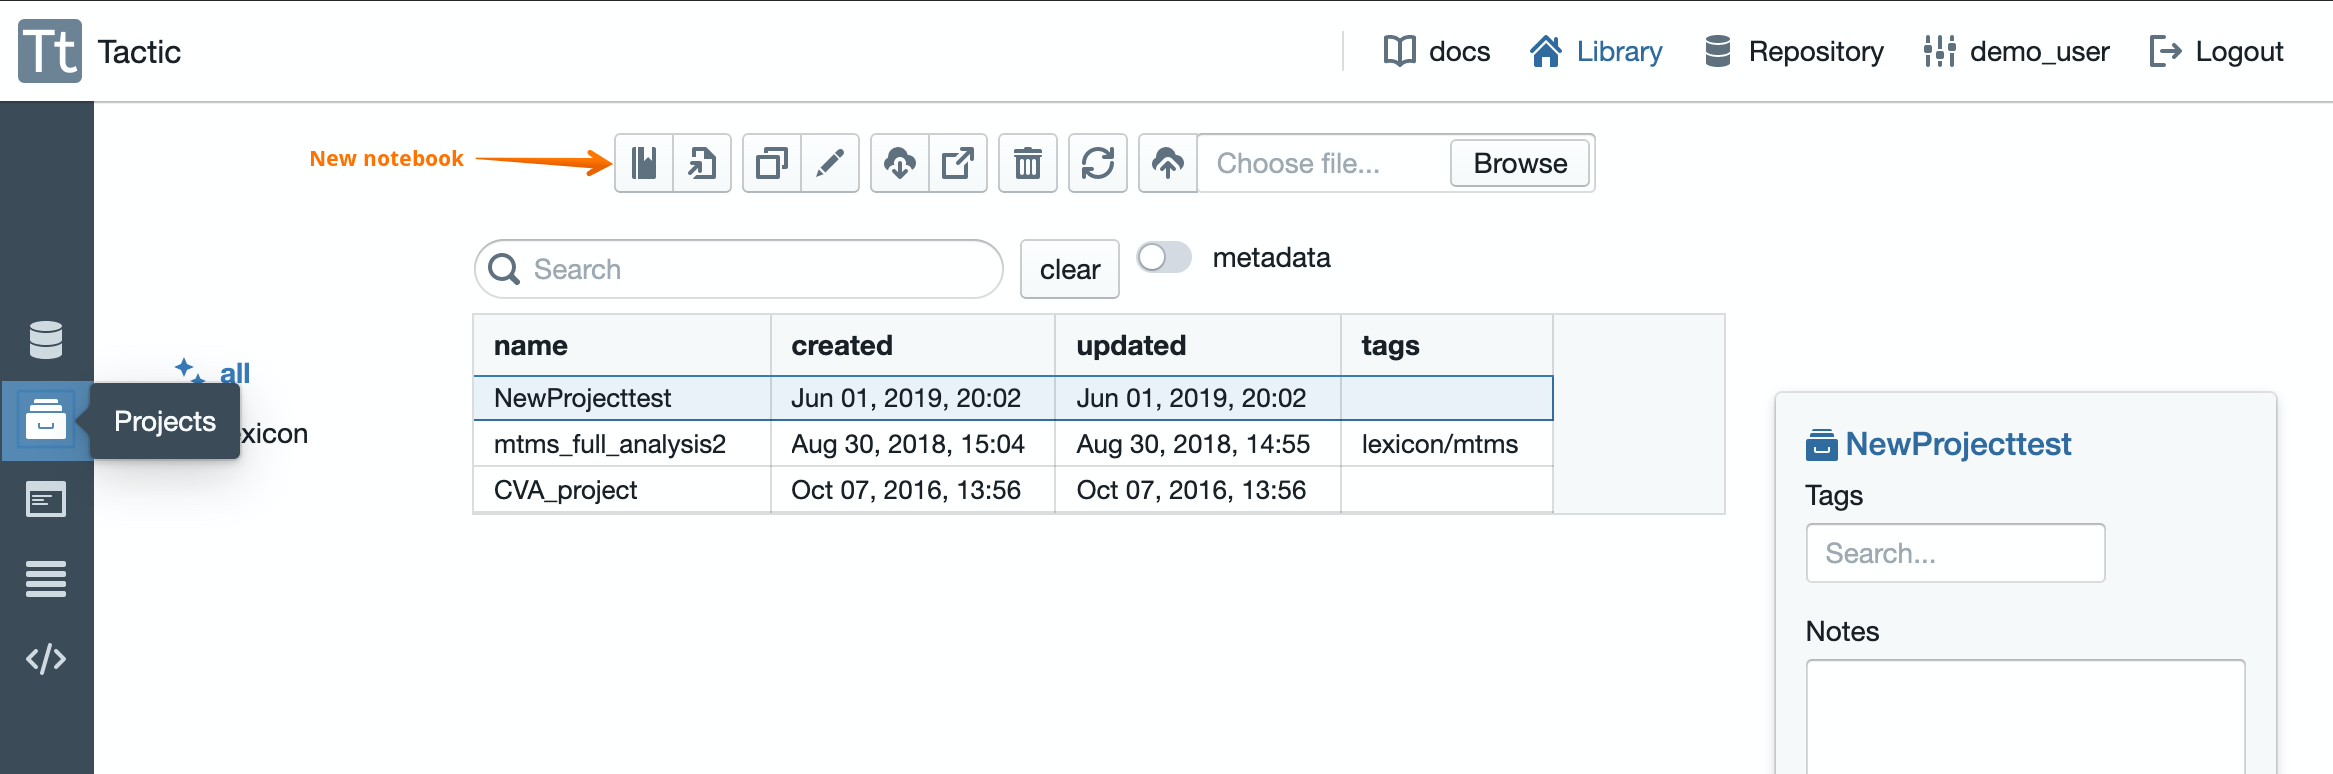 Tt Tactic docs Library Repository demo_user Logout
New notebook Choose file... Browse
Search clear metadata
name created updated tags
all
NewProjecttest Jun 01, 2019, 20:02 Jun 01, 2019, 20:02
Projects xicon
mtms_full_analysis2 Aug 30, 2018, 15:04 Aug 30, 2018, 14:55 lexicon/mtms
CVA_project Oct 07, 2016, 13:56 Oct 07, 2016, 13:56
NewProjecttest
Tags
Search...
Notes